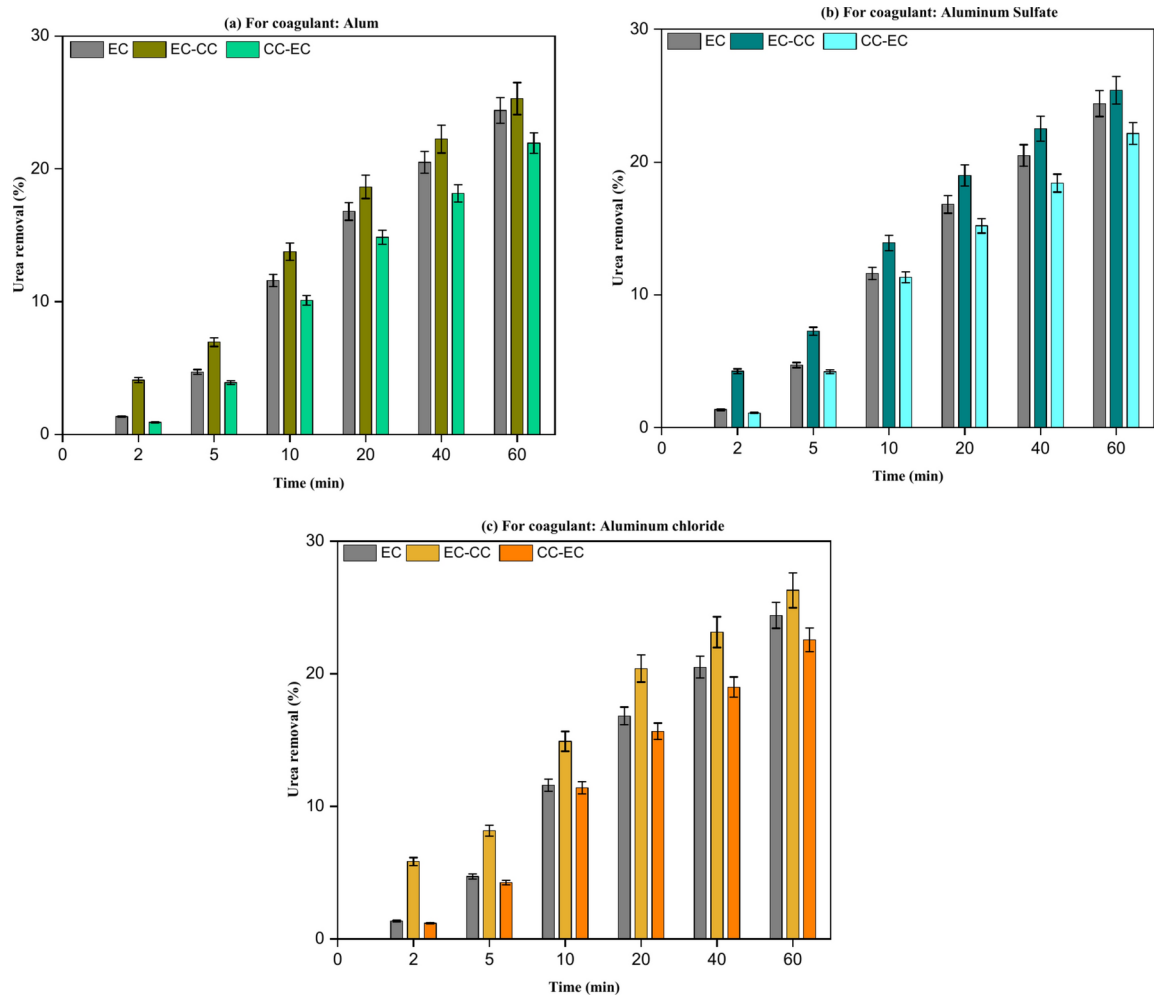 (a) For coagulant: Alum
EC EC-CC CC-EC
30
20
10
0
Urea removal (%)
0 2 5 10 20 40 60
Time (min)
(b) For coagulant: Aluminum Sulfate
EC EC-CC CC-EC
30
20
10
0
Urea removal (%)
0 2 5 10 20 40 60
Time (min)
(c) For coagulant: Aluminum chloride
EC EC-CC CC-EC
30
20
10
0
Urea removal (%)
0 2 5 10 20 40 60
Time (min)